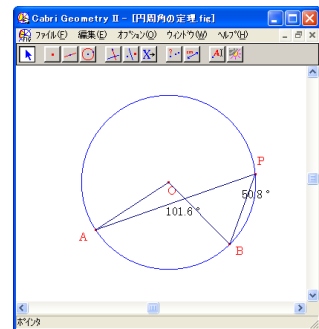 Cabri Geometry II - [円周角の定理.fig]
ファイル(F) 編集(E) オプション(O) ウィンドウ(W) ヘルプ(H)
A1
P
50.8°
O
101.6°
A
B
ポインタ